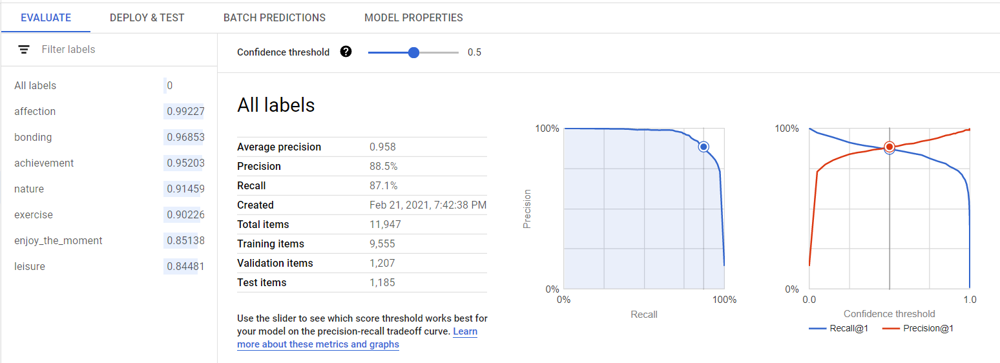 EVALUATE DEPLOY & TEST BATCH PREDICTIONS MODEL PROPERTIES
Filter labels
All labels 0
affection 0.99227
bonding 0.96853
achievement 0.95203
nature 0.91459
exercise 0.90226
enjoy_the_moment 0.85138
leisure 0.84481
Confidence threshold ? 0.5
All labels
Average precision 0.958
Precision 88.5%
Recall 87.1%
Created Feb 21, 2021, 7:42:38 PM
Total items 11,947
Training items 9,555
Validation items 1,207
Test items 1,185
Use the slider to see which score threshold works best for
your model on the precision-recall tradeoff curve. Learn
more about these metrics and graphs
100%
Precision
0%
0% 100%
Recall
100%
0%
0.0 1.0
Confidence threshold
Recall@1 Precision@1